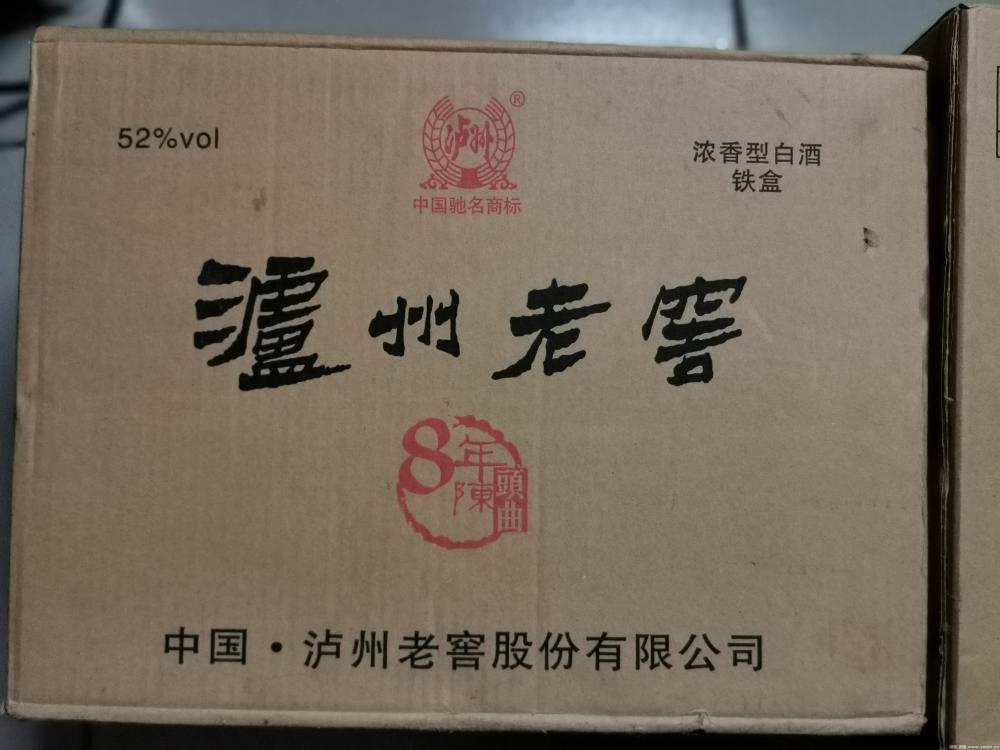 52%vol
泸州
®
中国驰名商标
浓香型白酒
铁盒
瀘州老窖
8年
陳
頭曲
中国·泸州老窖股份有限公司